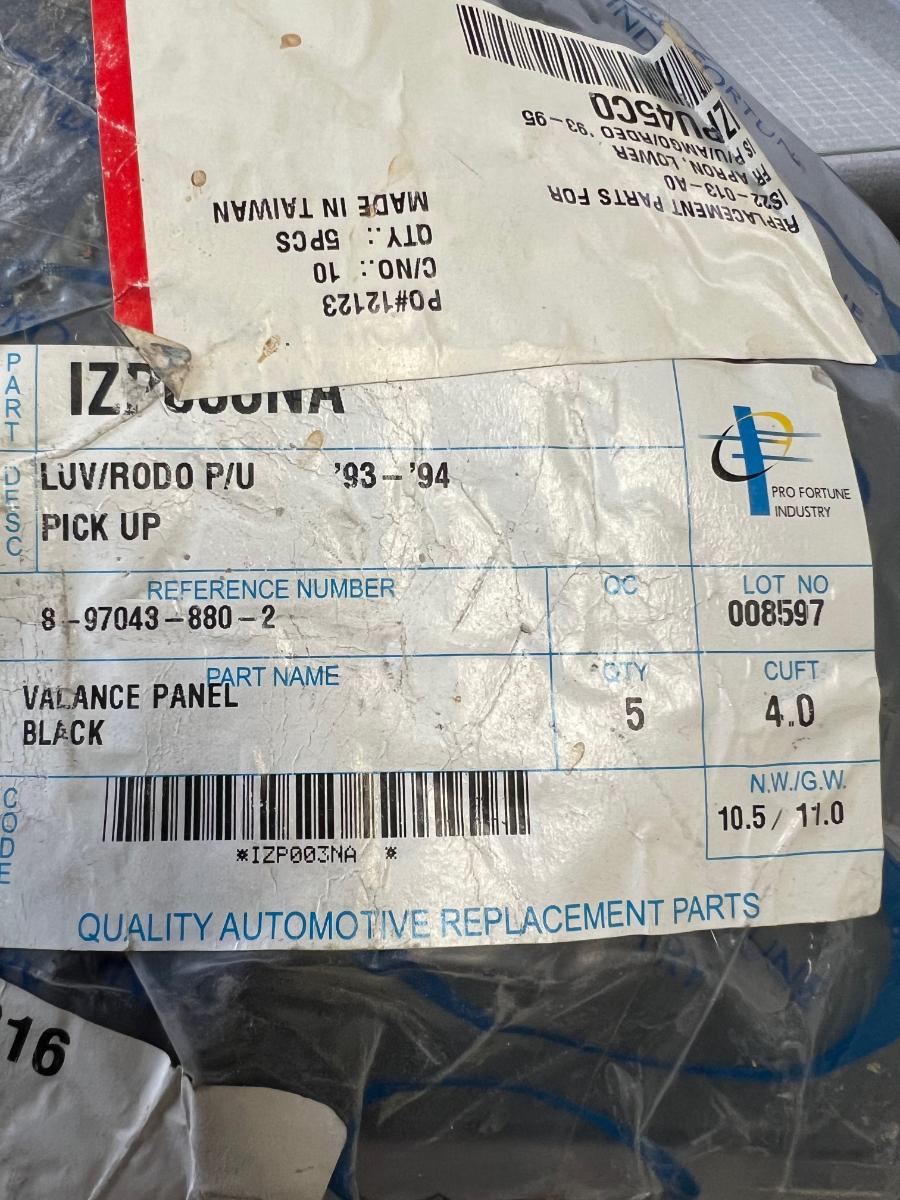 IZPU45CQ
IS P/U/AMGO/RDEO '93-95
FR APRON, LOWER
IS22-013-A0
REPLACEMENT PARTS FOR
MADE IN TAIWAN
QTY.: 5PCS
C/NO.: 10
PO#12123
PART
IZP003NA
DESC
LUV/RODO P/U '93-'94
PICK UP
PRO FORTUNE
INDUSTRY
REFERENCE NUMBER
8-97043-880-2
QC
LOT NO
008597
PART NAME
VALANCE PANEL
BLACK
QTY
5
CUFT
4.0
CODE
*IZP003NA *
N.W./G.W.
10.5/ 11.0
QUALITY AUTOMOTIVE REPLACEMENT PARTS
16